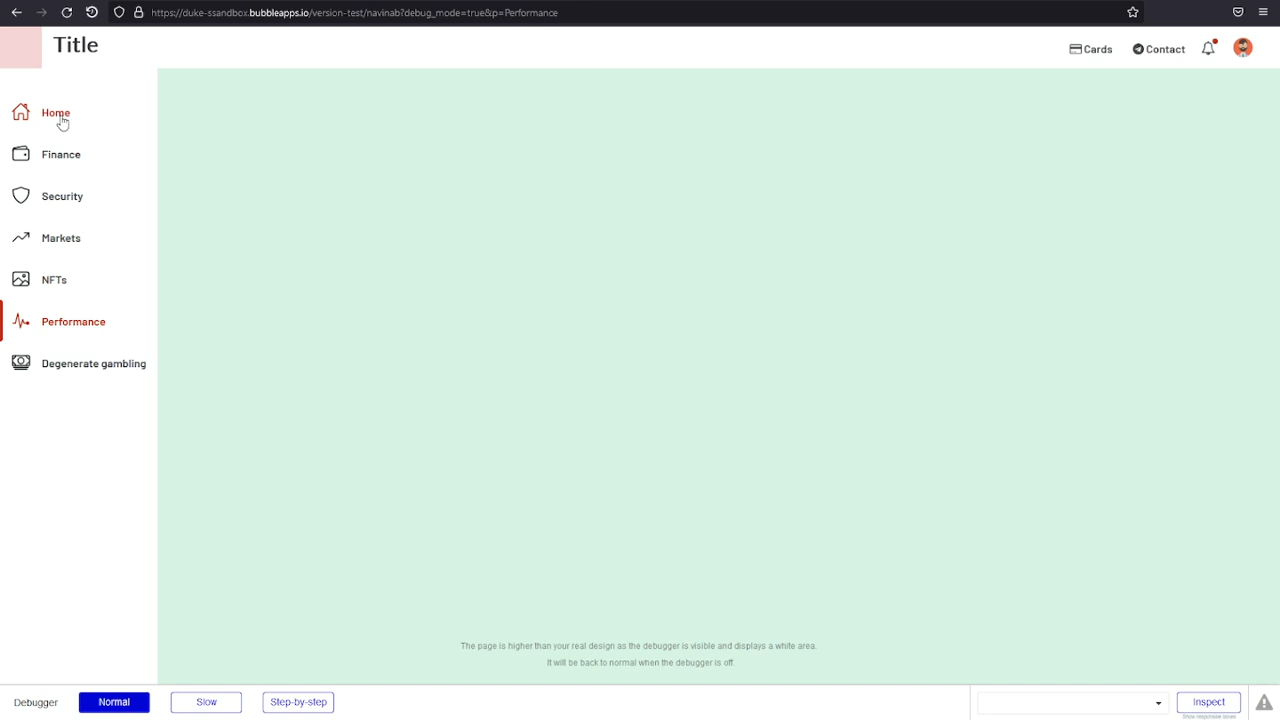 https://duke-ssandbox.bubbleapps.io/version-test/navinab?debug_mode=true&p=Performance
Title
Cards
Contact
Home
Finance
Security
Markets
NFTs
Performance
Degenerate gambling
The page is higher than your real design as the debugger is visible and displays a white area.
It will be back to normal when the debugger is off.
Debugger
Normal
Slow
Step-by-step
Inspect
Show responsive boxes